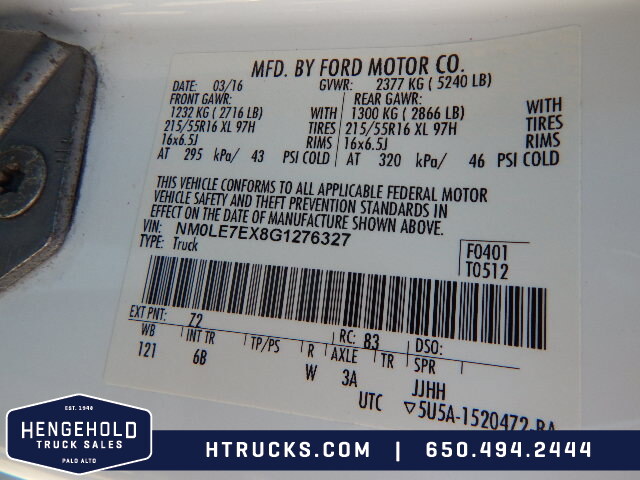 MFD. BY FORD MOTOR CO.
DATE: 03/16 GVWR: 2377 KG ( 5240 LB)
FRONT GAWR: REAR GAWR:
1232 KG ( 2716 LB) WITH 1300 KG ( 2866 LB) WITH
215/55R16 XL 97H TIRES 215/55R16 XL 97H TIRES
16x6.5J RIMS 16x6.5J RIMS
AT 295 kPa/ 43 PSI COLD AT 320 kPa/ 46 PSI COLD
THIS VEHICLE CONFORMS TO ALL APPLICABLE FEDERAL MOTOR
VEHICLE SAFETY AND THEFT PREVENTION STANDARDS IN
EFFECT ON THE DATE OF MANUFACTURE SHOWN ABOVE.
VIN: NM0LE7EX8G1276327
TYPE: Truck
F0401
T0512
EXT PNT: Z2 RC: 83 DSO:
WB INT TR TP/PS R AXLE TR SPR
121 6B W 3A JJHH
UTC ▽5U5A-1520472-BA
EST. 1940
HENGEHOLD
TRUCK SALES
PALO ALTO
HTRUCKS.COM | 650.494.2444